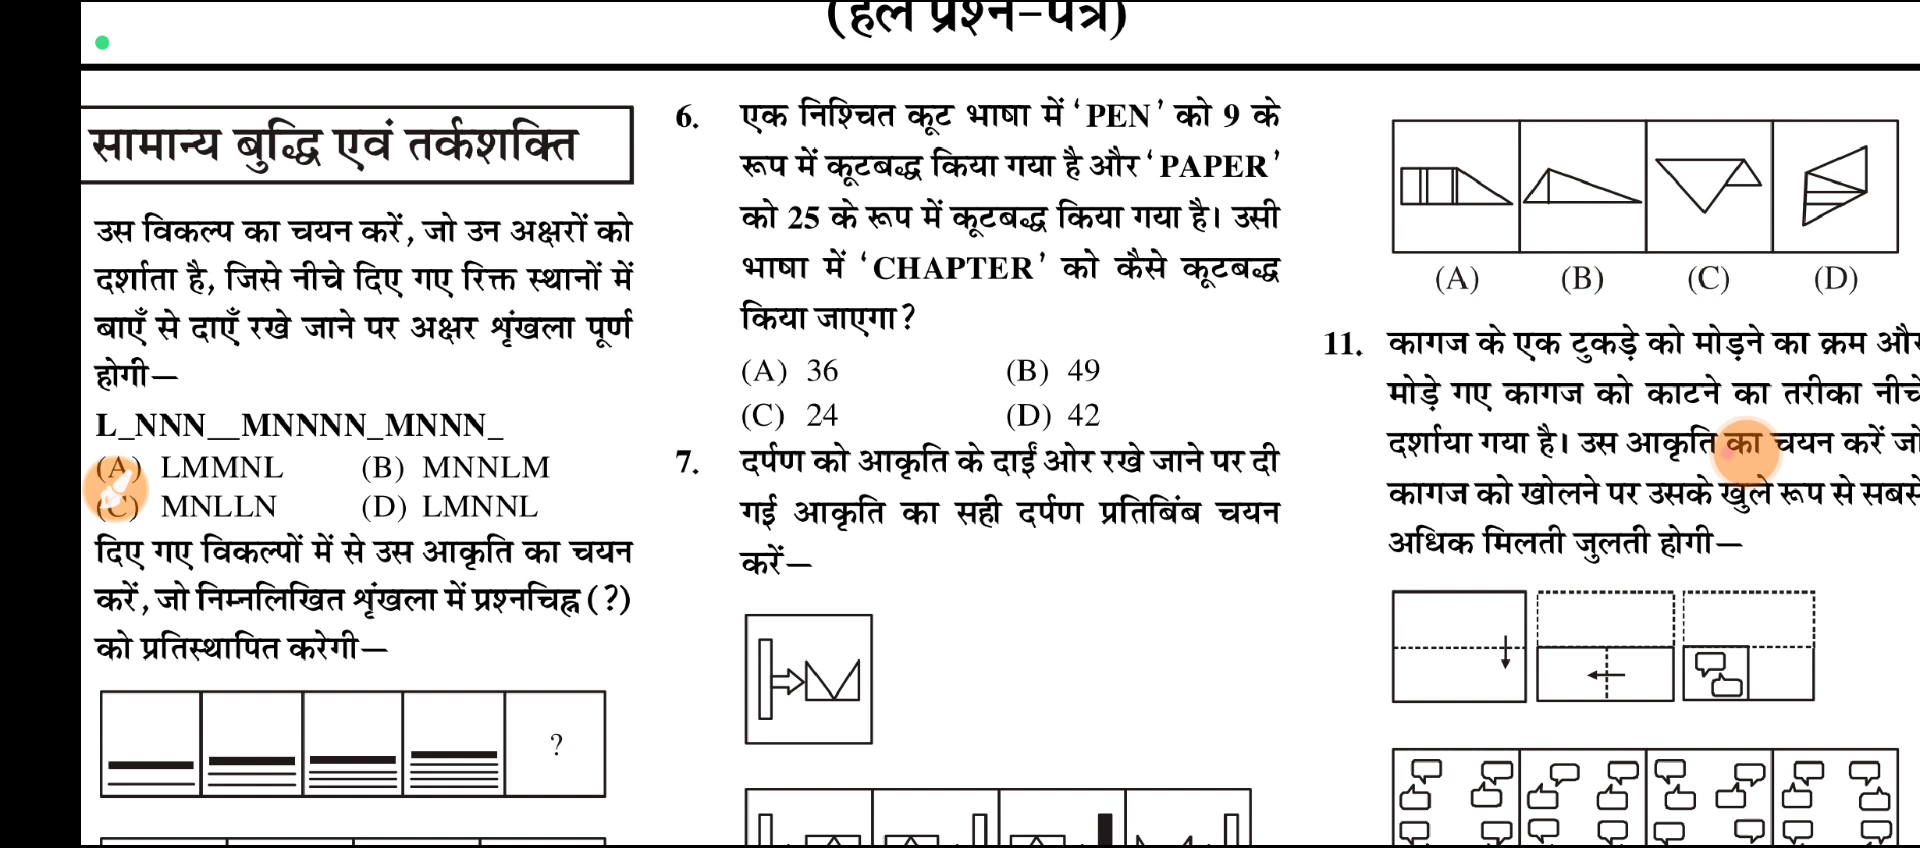 (हल प्रश्न-पत्र)
सामान्य बुद्धि एवं तर्कशक्ति
उस विकल्प का चयन करें, जो उन अक्षरों को
दर्शाता है, जिसे नीचे दिए गए रिक्त स्थानों में
बाएँ से दाएँ रखे जाने पर अक्षर शृंखला पूर्ण
होगी—
L_NNN__MNNNN_MNNN_
(A) LMMNL (B) MNNLM
(C) MNLLN (D) LMNNL
दिए गए विकल्पों में से उस आकृति का चयन
करें, जो निम्नलिखित शृंखला में प्रश्नचिह्न (?)
को प्रतिस्थापित करेगी—
?
6. एक निश्चित कूट भाषा में ‘PEN’ को 9 के
रूप में कूटबद्ध किया गया है और ‘PAPER’
को 25 के रूप में कूटबद्ध किया गया है। उसी
भाषा में ‘CHAPTER’ को कैसे कूटबद्ध
किया जाएगा?
(A) 36 (B) 49
(C) 24 (D) 42
7. दर्पण को आकृति के दाईं ओर रखे जाने पर दी
गई आकृति का सही दर्पण प्रतिबिंब चयन
करें—
(A) (B) (C) (D)
11. कागज के एक टुकड़े को मोड़ने का क्रम और
मोड़े गए कागज को काटने का तरीका नीचे
दर्शाया गया है। उस आकृति का चयन करें जो
कागज को खोलने पर उसके खुले रूप से सबसे
अधिक मिलती जुलती होगी—